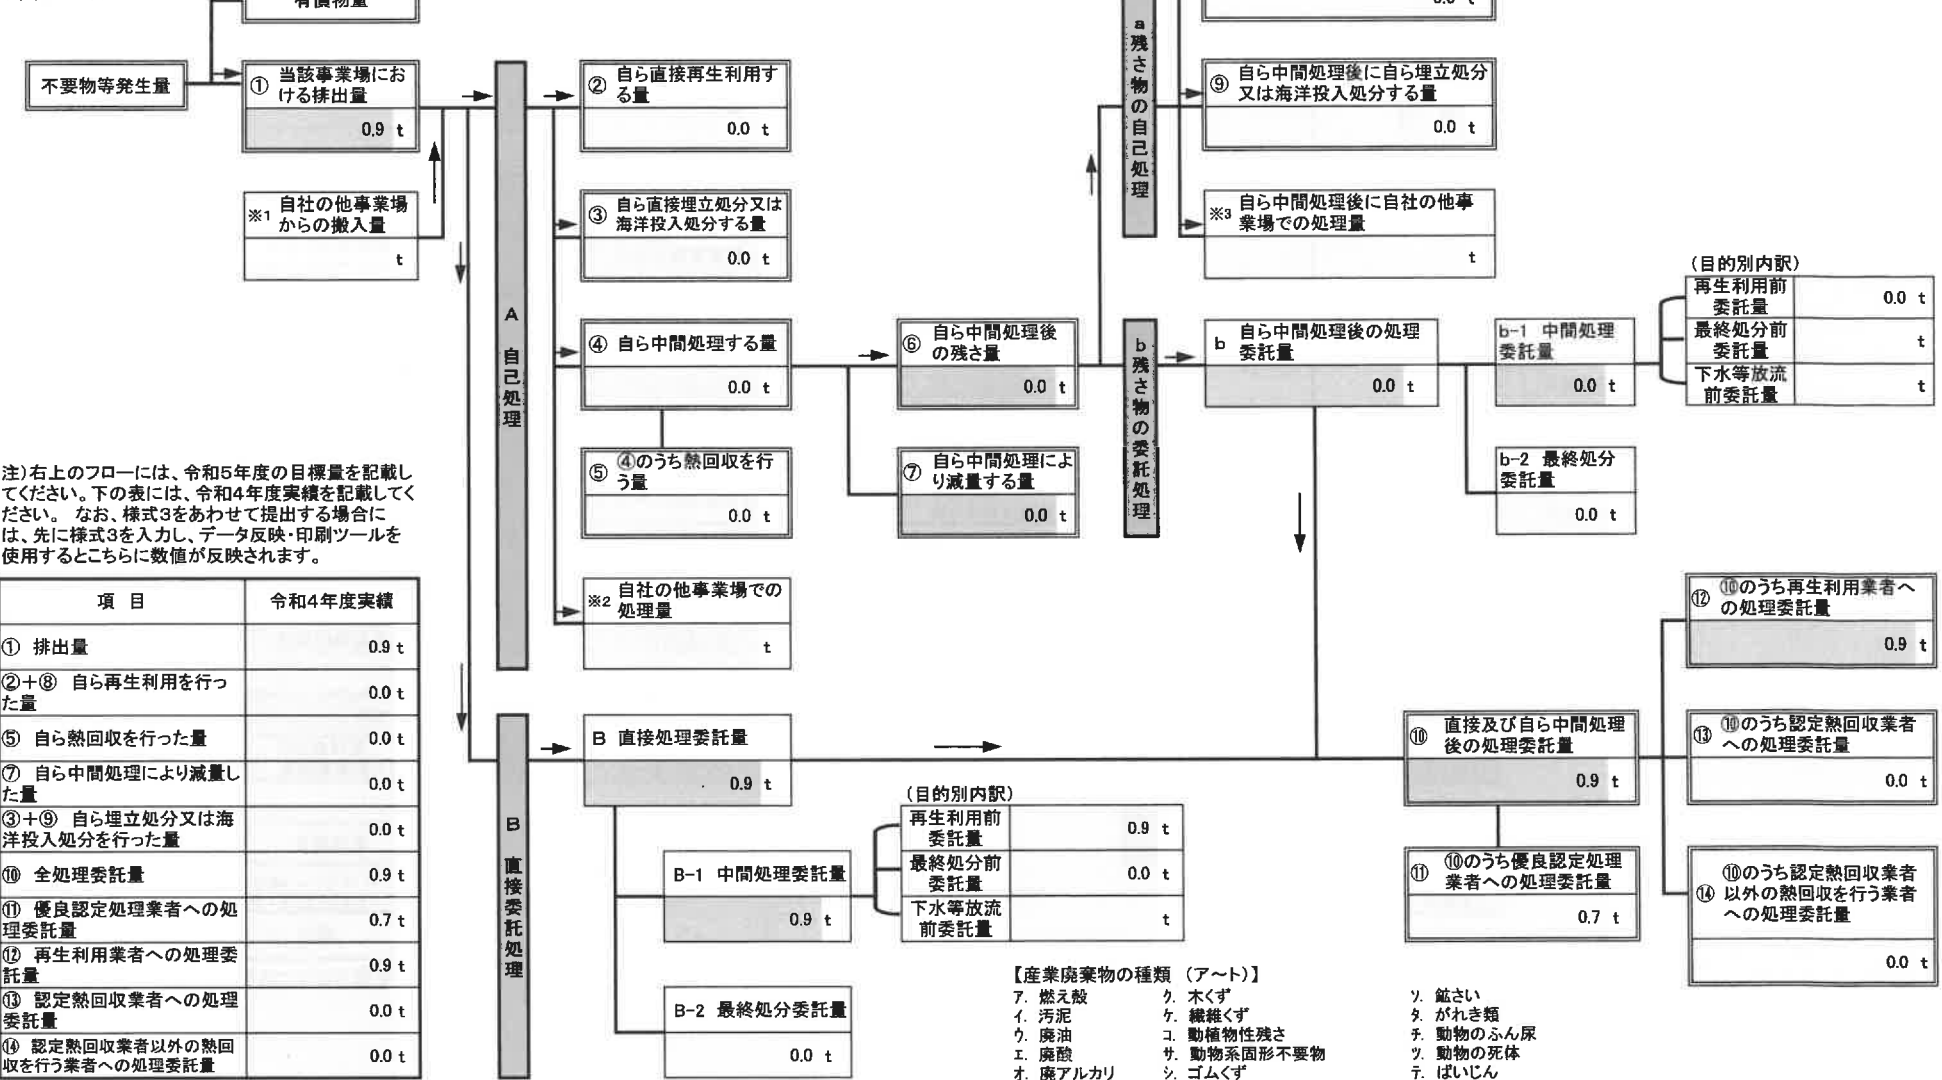 有償物量
不要物等発生量
① 当該事業場にお
ける排出量
0.9 t
※1 自社の他事業場
からの搬入量
t
A 自己処理
② 自ら直接再生利用す
る量
0.0 t
③ 自ら直接埋立処分又は
海洋投入処分する量
0.0 t
④ 自ら中間処理する量
0.0 t
⑤ ④のうち熱回収を行
う量
0.0 t
※2 自社の他事業場での
処理量
t
⑥ 自ら中間処理後
の残さ量
0.0 t
⑦ 自ら中間処理によ
り減量する量
0.0 t
a 残さ物の自己処理
0.0 t
⑨ 自ら中間処理後に自ら埋立処分
又は海洋投入処分する量
0.0 t
※3 自ら中間処理後に自社の他事
業場での処理量
t
b 残さ物の委託処理
b 自ら中間処理後の処理
委託量
0.0 t
b-1 中間処理
委託量
0.0 t
b-2 最終処分
委託量
0.0 t
(目的別内訳)
再生利用前
委託量
0.0 t
最終処分前
委託量
t
下水等放流
前委託量
t
注)右上のフローには、令和5年度の目標量を記載し
てください。下の表には、令和4年度実績を記載してく
ださい。 なお、様式3をあわせて提出する場合に
は、先に様式3を入力し、データ反映・印刷ツールを
使用するとこちらに数値が反映されます。
項 目 令和4年度実績
① 排出量 0.9 t
②+⑧ 自ら再生利用を行っ
た量 0.0 t
⑤ 自ら熱回収を行った量 0.0 t
⑦ 自ら中間処理により減量し
た量 0.0 t
③+⑨ 自ら埋立処分又は海
洋投入処分を行った量 0.0 t
⑩ 全処理委託量 0.9 t
⑪ 優良認定処理業者への処
理委託量 0.7 t
⑫ 再生利用業者への処理委
託量 0.9 t
⑬ 認定熱回収業者への処理
委託量 0.0 t
⑭ 認定熱回収業者以外の熱回
収を行う業者への処理委託量 0.0 t
B 直接委託処理
B 直接処理委託量
0.9 t
B-1 中間処理委託量
0.9 t
B-2 最終処分委託量
0.0 t
(目的別内訳)
再生利用前
委託量
0.9 t
最終処分前
委託量
0.0 t
下水等放流
前委託量
t
⑩ 直接及び自ら中間処理
後の処理委託量
0.9 t
⑪ ⑩のうち優良認定処理
業者への処理委託量
0.7 t
⑫ ⑩のうち再生利用業者へ
の処理委託量
0.9 t
⑬ ⑩のうち認定熱回収業者
への処理委託量
0.0 t
⑭ ⑩のうち認定熱回収業者
以外の熱回収を行う業者
への処理委託量
0.0 t
【産業廃棄物の種類 (ア~ト)】
ア. 燃え殻 ク. 木くず ソ. 鉱さい
イ. 汚泥 ケ. 繊維くず タ. がれき類
ウ. 廃油 コ. 動植物性残さ チ. 動物のふん尿
エ. 廃酸 サ. 動物系固形不要物 ツ. 動物の死体
オ. 廃アルカリ シ. ゴムくず テ. ばいじん